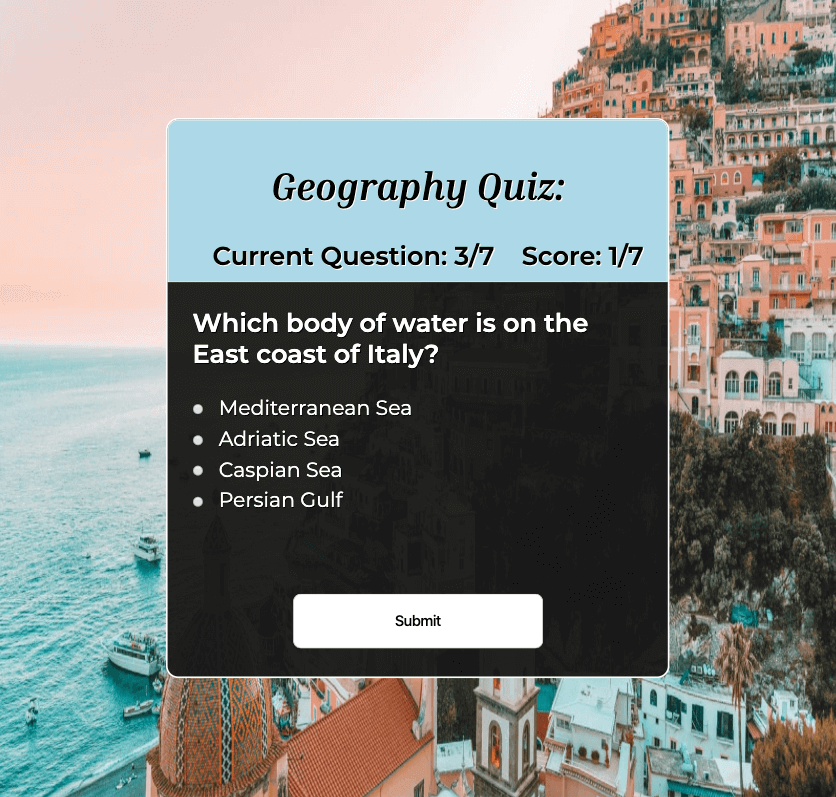 Geography Quiz:
Current Question: 3/7 Score: 1/7
Which body of water is on the
East coast of Italy?
Mediterranean Sea
Adriatic Sea
Caspian Sea
Persian Gulf
Submit